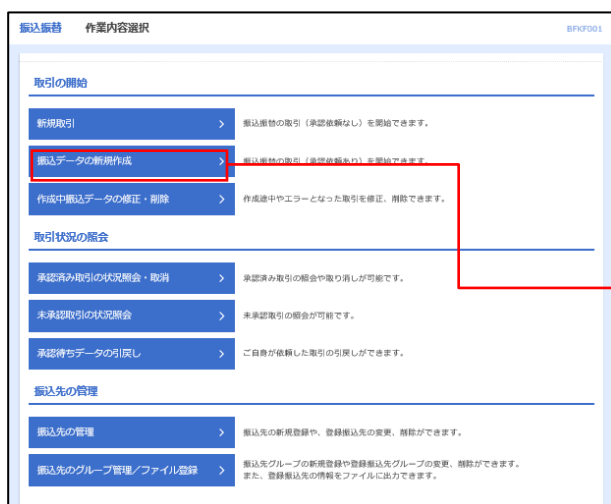 振込振替 作業内容選択 BFKF001
取引の開始
新規取引 > 振込振替の取引（承認依頼なし）を開始できます。
振込データの新規作成 > 振込振替の取引（承認依頼あり）を開始できます。
作成中振込データの修正・削除 > 作成途中やエラーとなった取引を修正、削除できます。
取引状況の照会
承認済み取引の状況照会・取消 > 承認済み取引の照会や取り消しが可能です。
未承認取引の状況照会 > 未承認取引の照会が可能です。
承認待ちデータの引戻し > ご自身が依頼した取引の引戻しができます。
振込先の管理
振込先の管理 > 振込先の新規登録や、登録振込先の変更、削除ができます。
振込先のグループ管理／ファイル登録 > 振込先グループの新規登録や登録振込先グループの変更、削除ができます。
また、登録振込先の情報をファイルに出力できます。